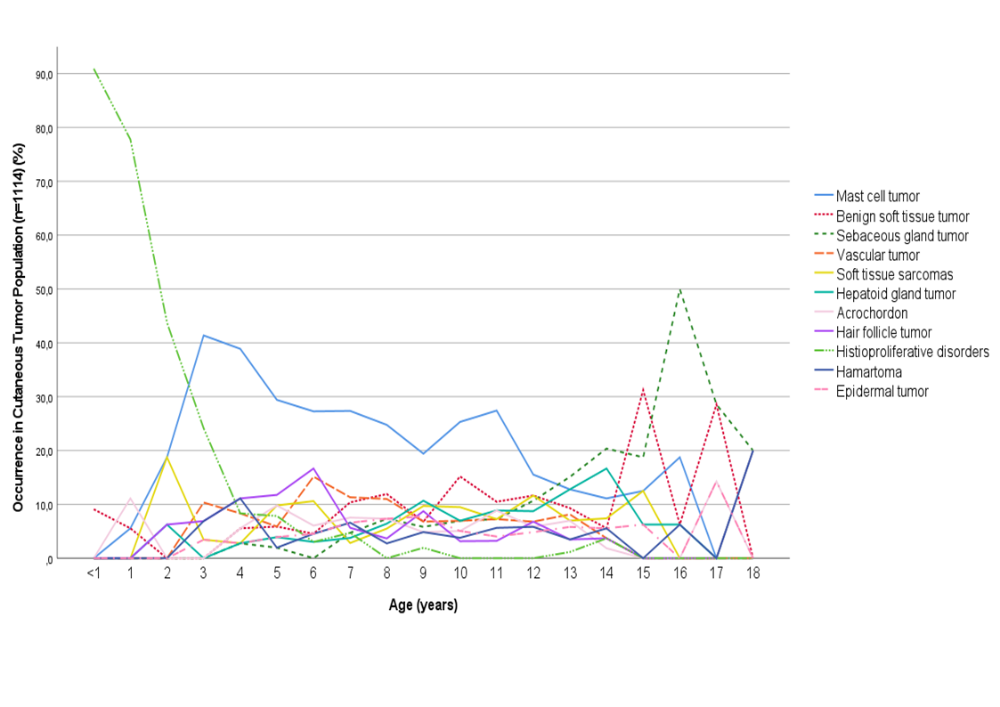 Occurrence in Cutaneous Tumor Population (n=1114) (%)
90,0
80,0
70,0
60,0
50,0
40,0
30,0
20,0
10,0
,0
<1 1 2 3 4 5 6 7 8 9 10 11 12 13 14 15 16 17 18
Age (years)
Mast cell tumor
Benign soft tissue tumor
Sebaceous gland tumor
Vascular tumor
Soft tissue sarcomas
Hepatoid gland tumor
Acrochordon
Hair follicle tumor
Histioproliferative disorders
Hamartoma
Epidermal tumor